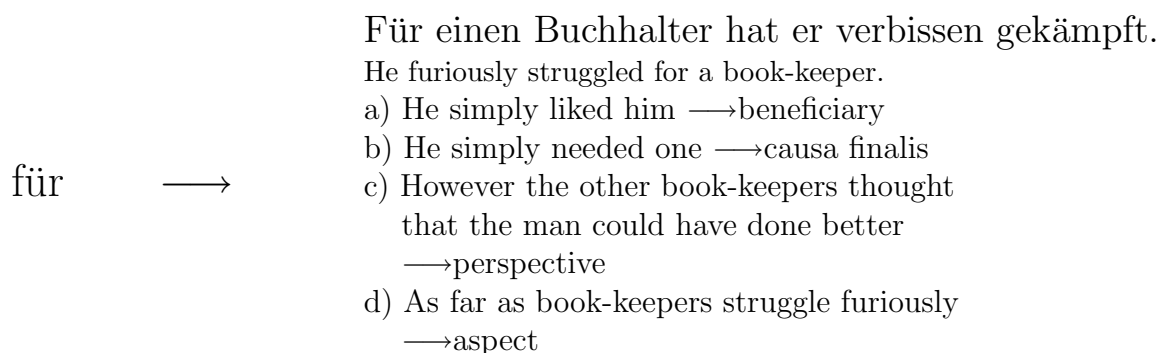 Für einen Buchhalter hat er verbissen gekämpft.
He furiously struggled for a book-keeper.
a) He simply liked him ⟶beneficiary
b) He simply needed one ⟶causa finalis
für ⟶ c) However the other book-keepers thought
that the man could have done better
⟶perspective
d) As far as book-keepers struggle furiously
⟶aspect